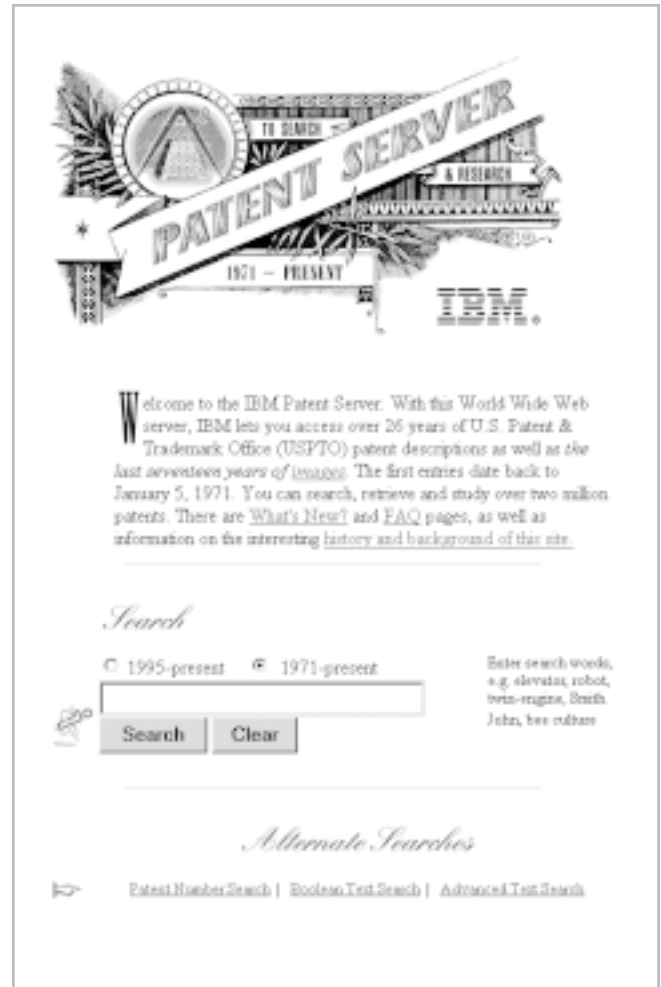 TO SEARCH
PATENT SERVER
& RESEARCH
1971 – PRESENT
IBM®
Welcome to the IBM Patent Server. With this World Wide Web
server, IBM lets you access over 26 years of U.S. Patent &
Trademark Office (USPTO) patent descriptions as well as the
last seventeen years of images. The first entries date back to
January 5, 1971. You can search, retrieve and study over two million
patents. There are What's New? and FAQ pages, as well as
information on the interesting history and background of this site.
Search
1995-present 1971-present
Enter search words,
e.g. elevator, robot,
twin-engine, Smith
John, bee culture
Search Clear
Alternate Searches
Patent Number Search | Boolean Text Search | Advanced Text Search